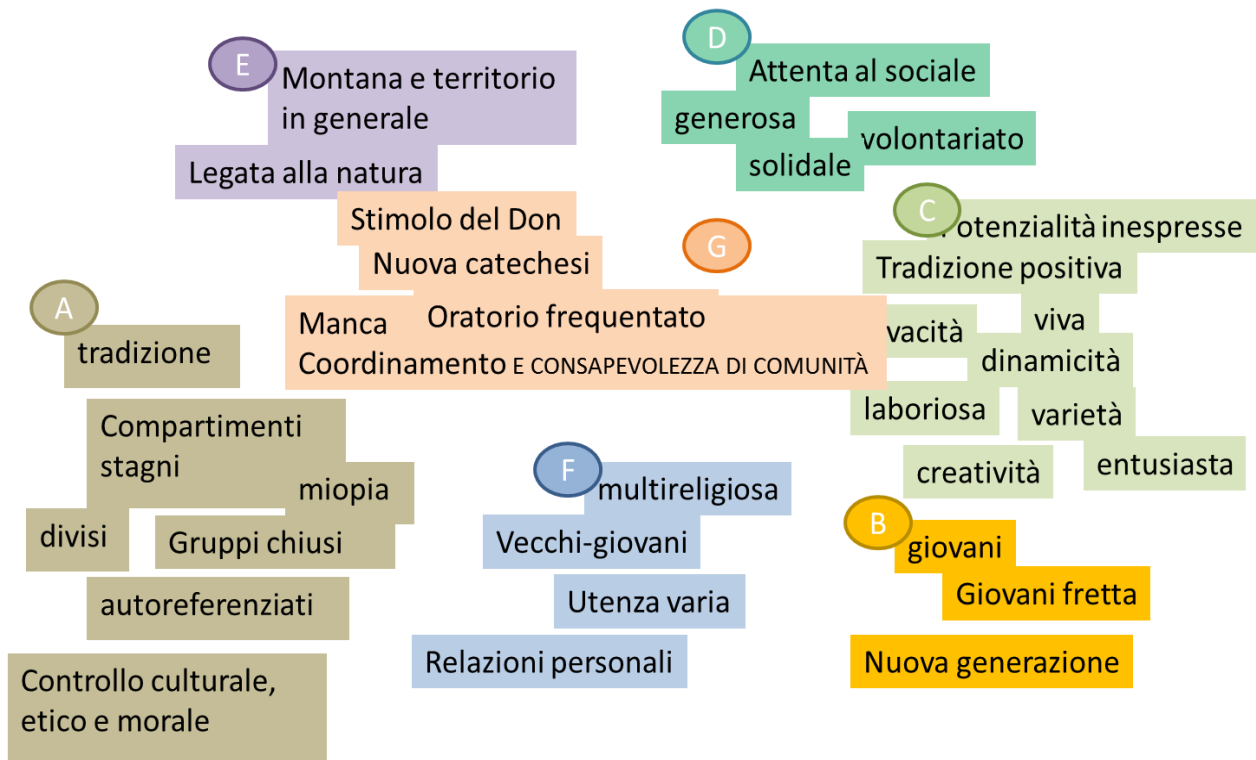 E
Montana e territorio
in generale
Legata alla natura
D
Attenta al sociale
generosa
volontariato
solidale
Stimolo del Don
Nuova catechesi
G
Oratorio frequentato
Manca
Coordinamento E CONSAPEVOLEZZA DI COMUNITÀ
C
Potenzialità inespresse
Tradizione positiva
vacità
viva
dinamicità
laboriosa
varietà
creatività
entusiasta
A
tradizione
Compartimenti
stagni
miopia
divisi
Gruppi chiusi
autoreferenziati
Controllo culturale,
etico e morale
F
multireligiosa
Vecchi-giovani
Utenza varia
Relazioni personali
B
giovani
Giovani fretta
Nuova generazione